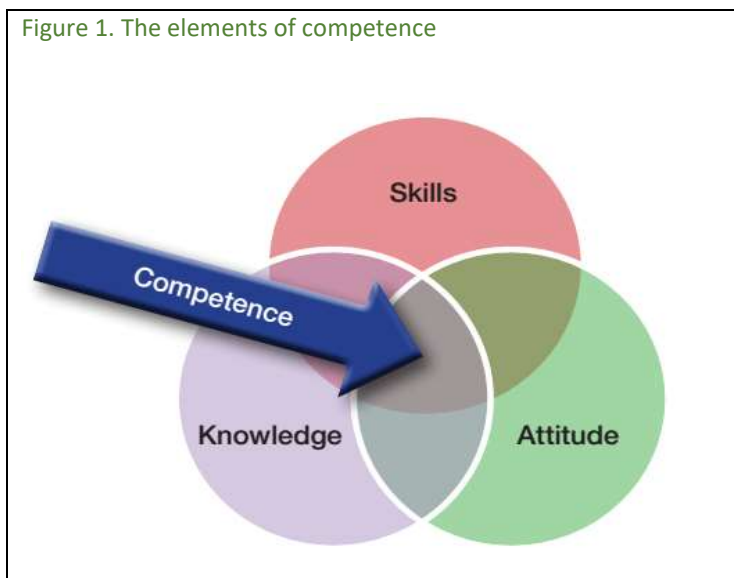 Figure 1. The elements of competence
Skills
Competence
Knowledge
Attitude